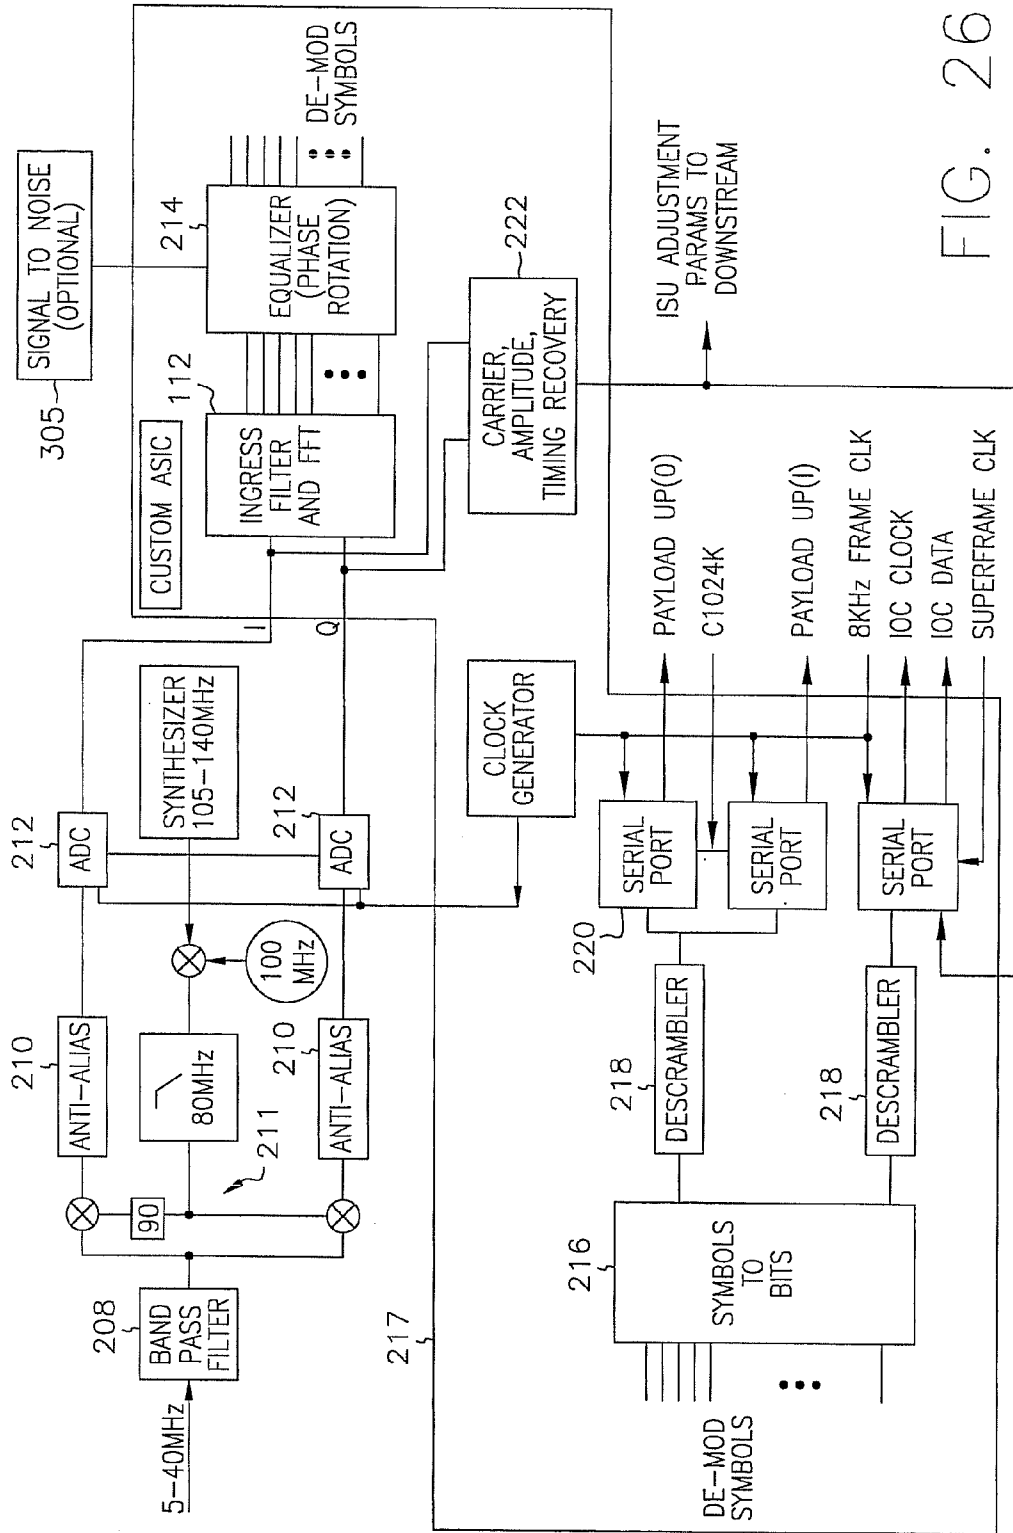 5-40MHz
208
BAND
PASS
FILTER
90
211
210
ANTI-ALIAS
80MHz
210
ANTI-ALIAS
100
MHz
212
ADC
SYNTHESIZER
105-140MHz
212
ADC
I
Q
CUSTOM ASIC
305
SIGNAL TO NOISE
(OPTIONAL)
112
INGRESS
FILTER
AND FFT
214
EQUALIZER
(PHASE
ROTATION)
DE-MOD
SYMBOLS
222
CARRIER,
AMPLITUDE,
TIMING RECOVERY
ISU ADJUSTMENT
PARAMS TO
DOWNSTREAM
217
CLOCK
GENERATOR
DE-MOD
SYMBOLS
216
SYMBOLS
TO
BITS
218
DESCRAMBLER
218
DESCRAMBLER
220
SERIAL
PORT
SERIAL
PORT
SERIAL
PORT
PAYLOAD UP(0)
C1024K
PAYLOAD UP(I)
8KHz FRAME CLK
IOC CLOCK
IOC DATA
SUPERFRAME CLK
FIG. 26